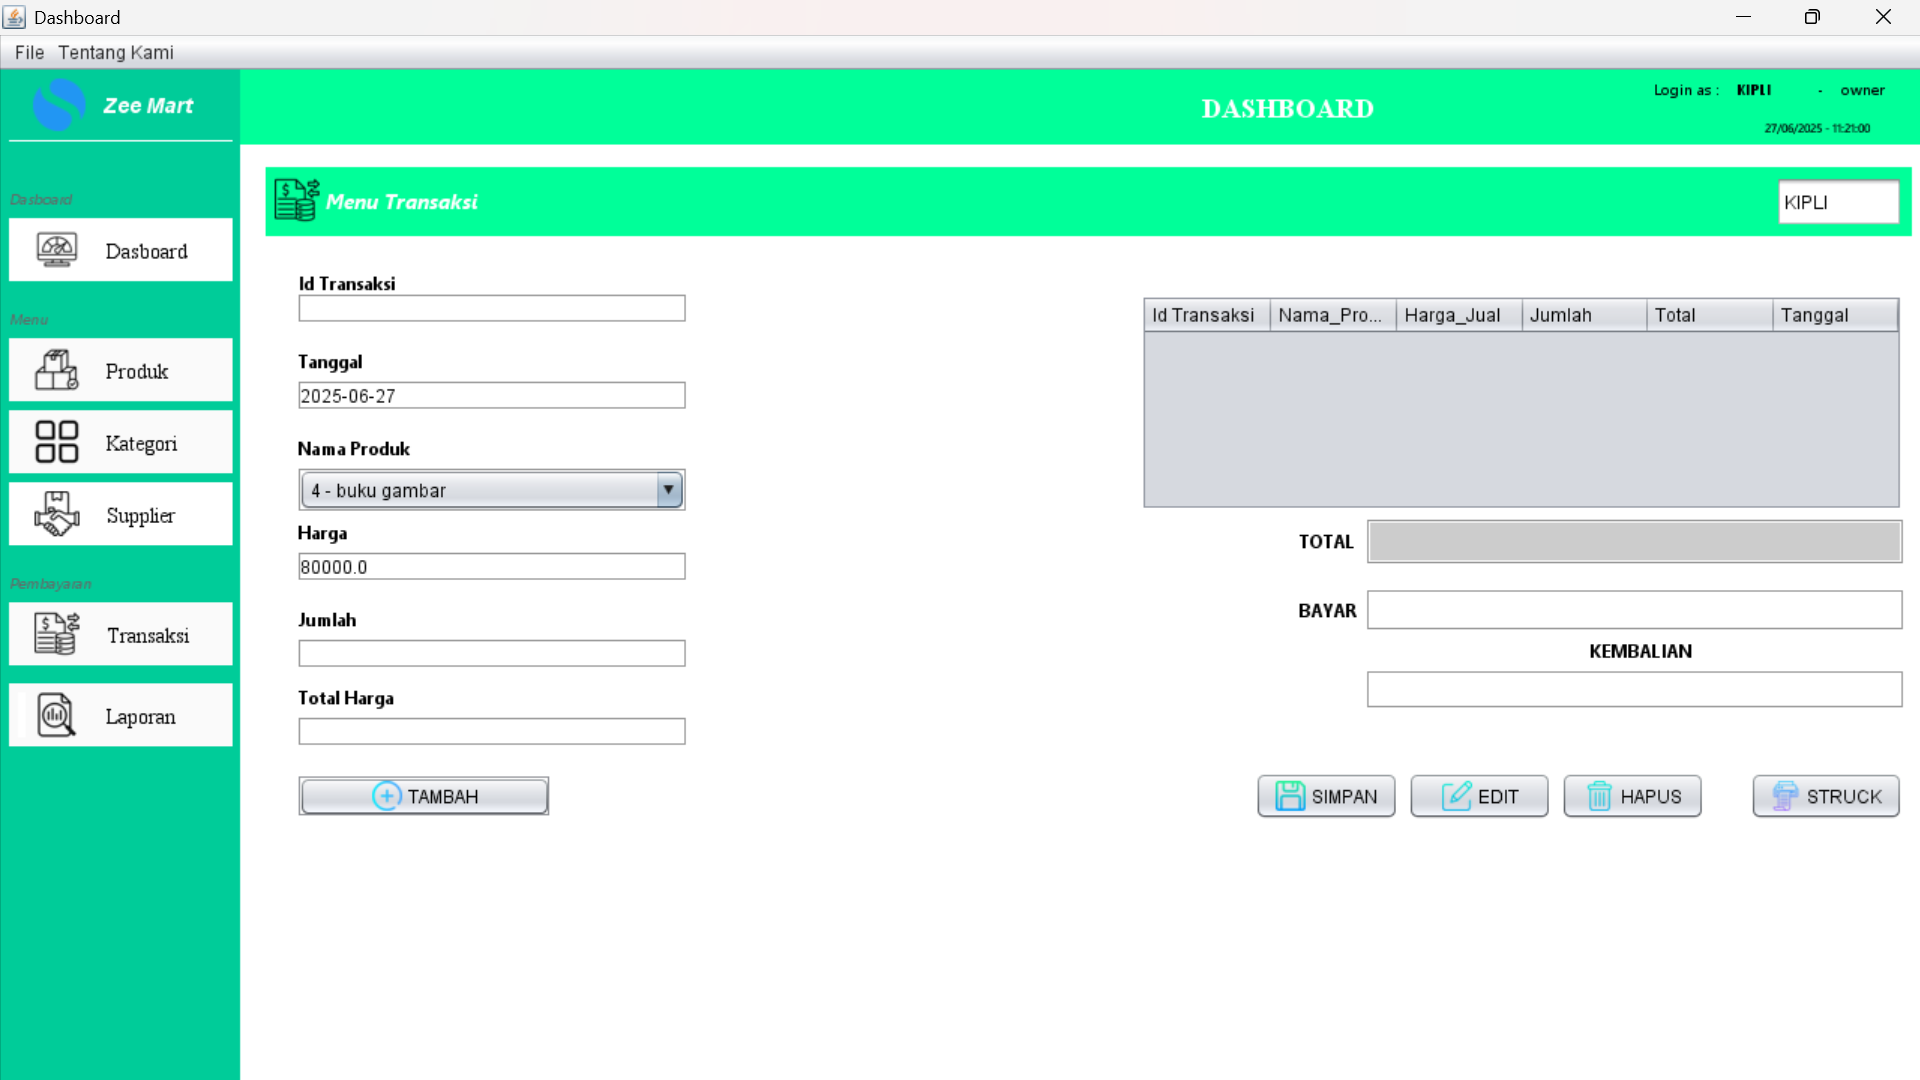 Dashboard
File Tentang Kami
Zee Mart
DASHBOARD
Login as : KIPLI - owner
27/06/2025 - 11:21:00
Menu Transaksi
KIPLI
Dasboard
Dasboard
Menu
Produk
Kategori
Supplier
Pembayaran
Transaksi
Laporan
Id Transaksi
Tanggal
2025-06-27
Nama Produk
4 - buku gambar
Harga
80000.0
Jumlah
Total Harga
TAMBAH
Id Transaksi Nama_Pro... Harga_Jual Jumlah Total Tanggal
TOTAL
BAYAR
KEMBALIAN
SIMPAN EDIT HAPUS STRUCK